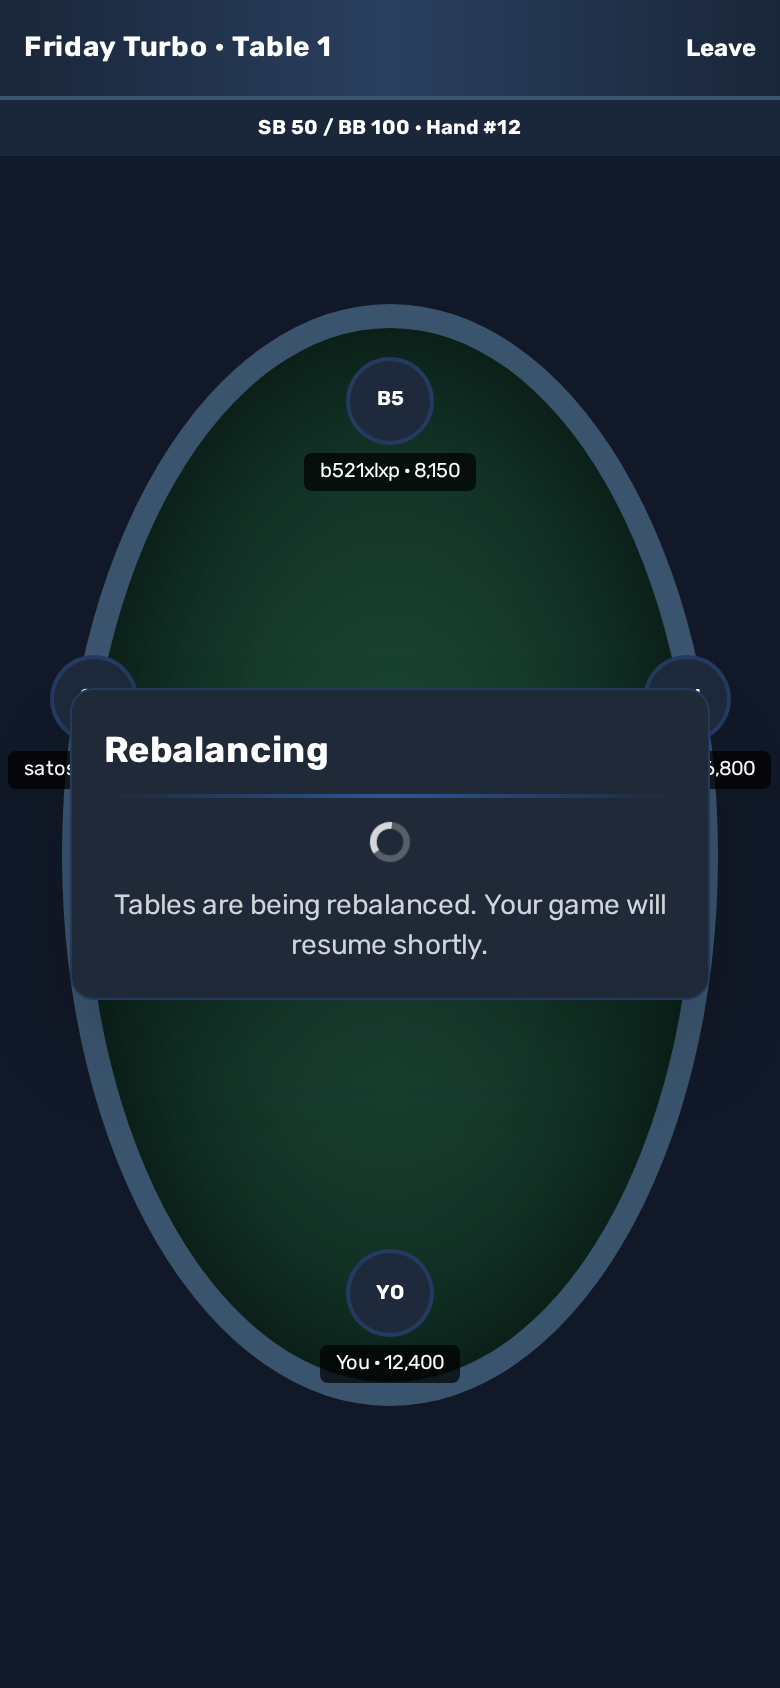 Friday Turbo • Table 1
Leave
SB 50 / BB 100 • Hand #12
B5
b521xlxp • 8,150
Rebalancing
Tables are being rebalanced. Your game will
resume shortly.
YO
You • 12,400